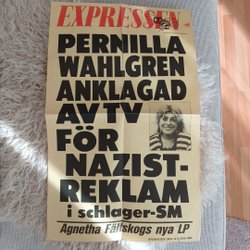 EXPRESSEN
PERNILLA
WAHLGREN
ANKLAGAD
AV TV
FÖR
NAZIST-
REKLAM
i schlager-SM
Agnetha Fältskogs nya LP